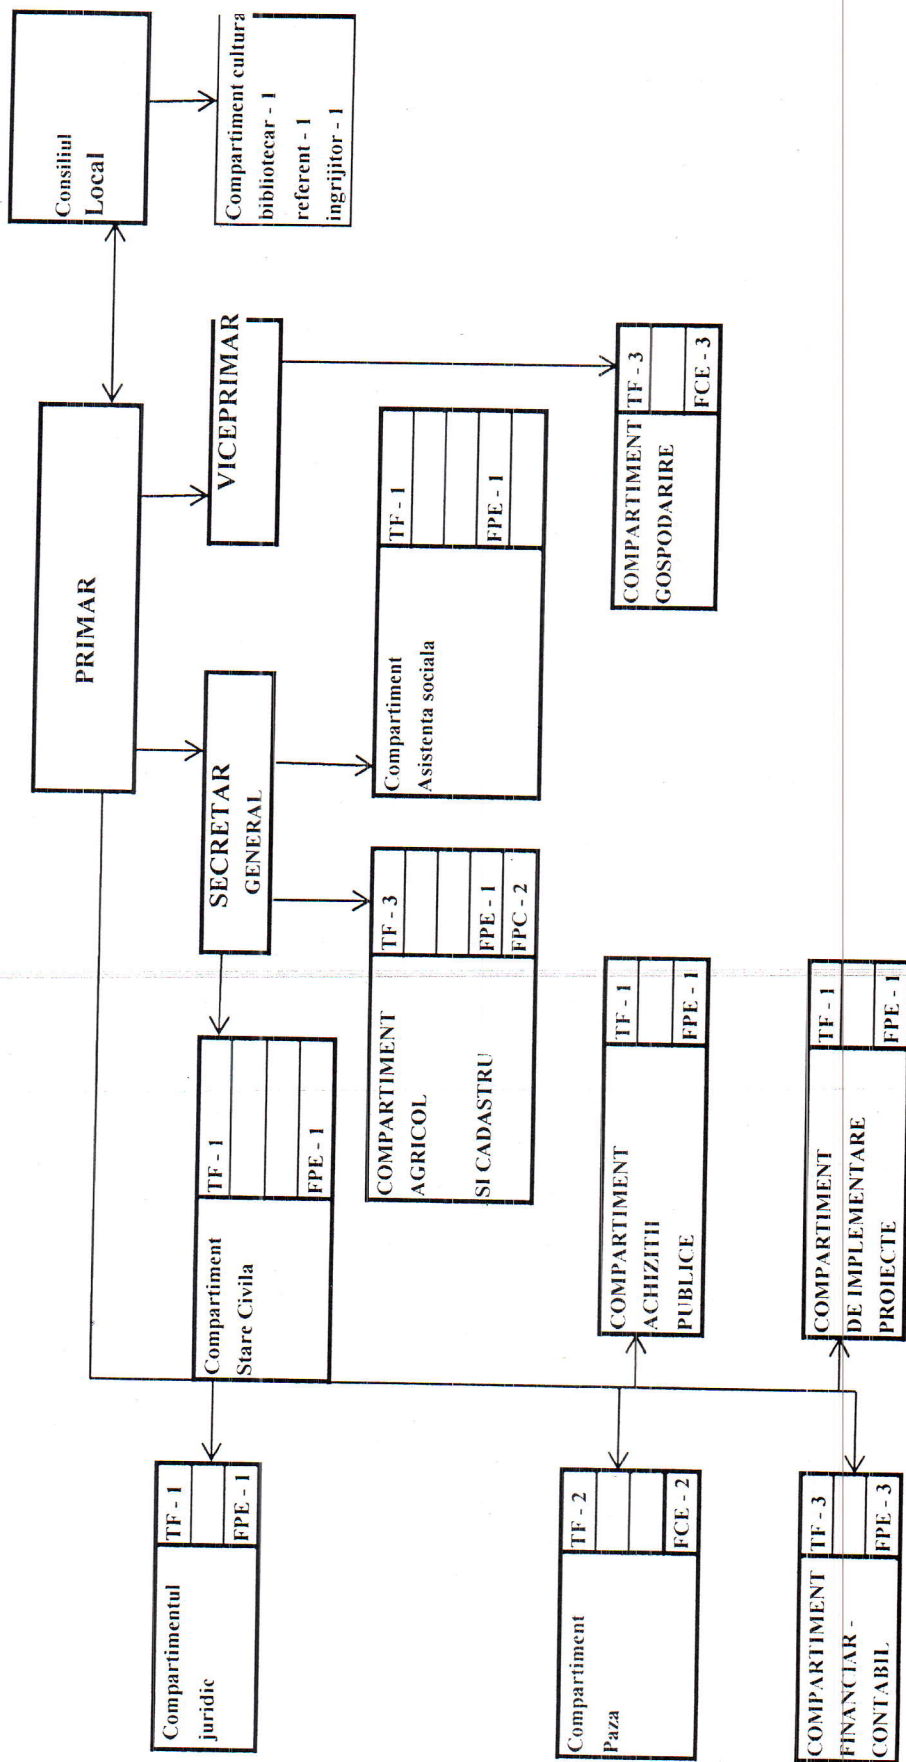 Consiliul
Local
PRIMAR
Compartiment cultura
bibliotecar - 1
referent - 1
ingrijitor - 1
VICEPRIMAR
SECRETAR
GENERAL
Compartiment
Stare Civila
TF - 1
FPE - 1
COMPARTIMENT
AGRICOL
SI CADASTRU
TF - 3
FPE - 1
FPC - 2
Compartiment
Asistenta sociala
TF - 1
FPE - 1
COMPARTIMENT
GOSPODARIRE
TF - 3
FCE - 3
Compartimentul
juridic
TF - 1
FPE - 1
COMPARTIMENT
ACHIZITII
PUBLICE
TF - 1
FPE - 1
Compartiment
Paza
TF - 2
FCE - 2
COMPARTIMENT
DE IMPLEMENTARE
PROIECTE
TF - 1
FPE - 1
COMPARTIMENT
FINANCIAR -
CONTABIL
TF - 3
FPE - 3